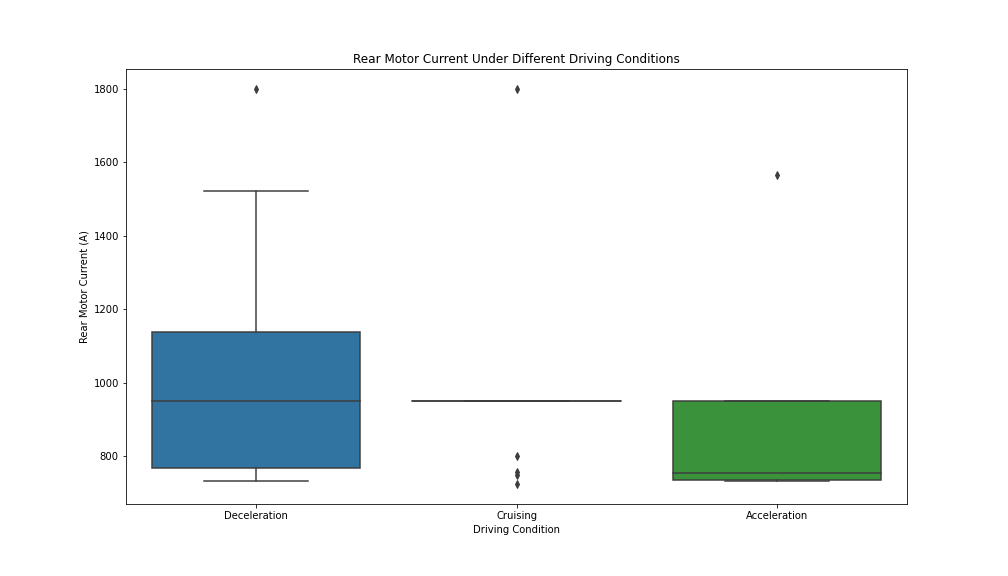 Rear Motor Current Under Different Driving Conditions
1800
1600
1400
1200
1000
800
Rear Motor Current (A)
Deceleration
Cruising
Acceleration
Driving Condition